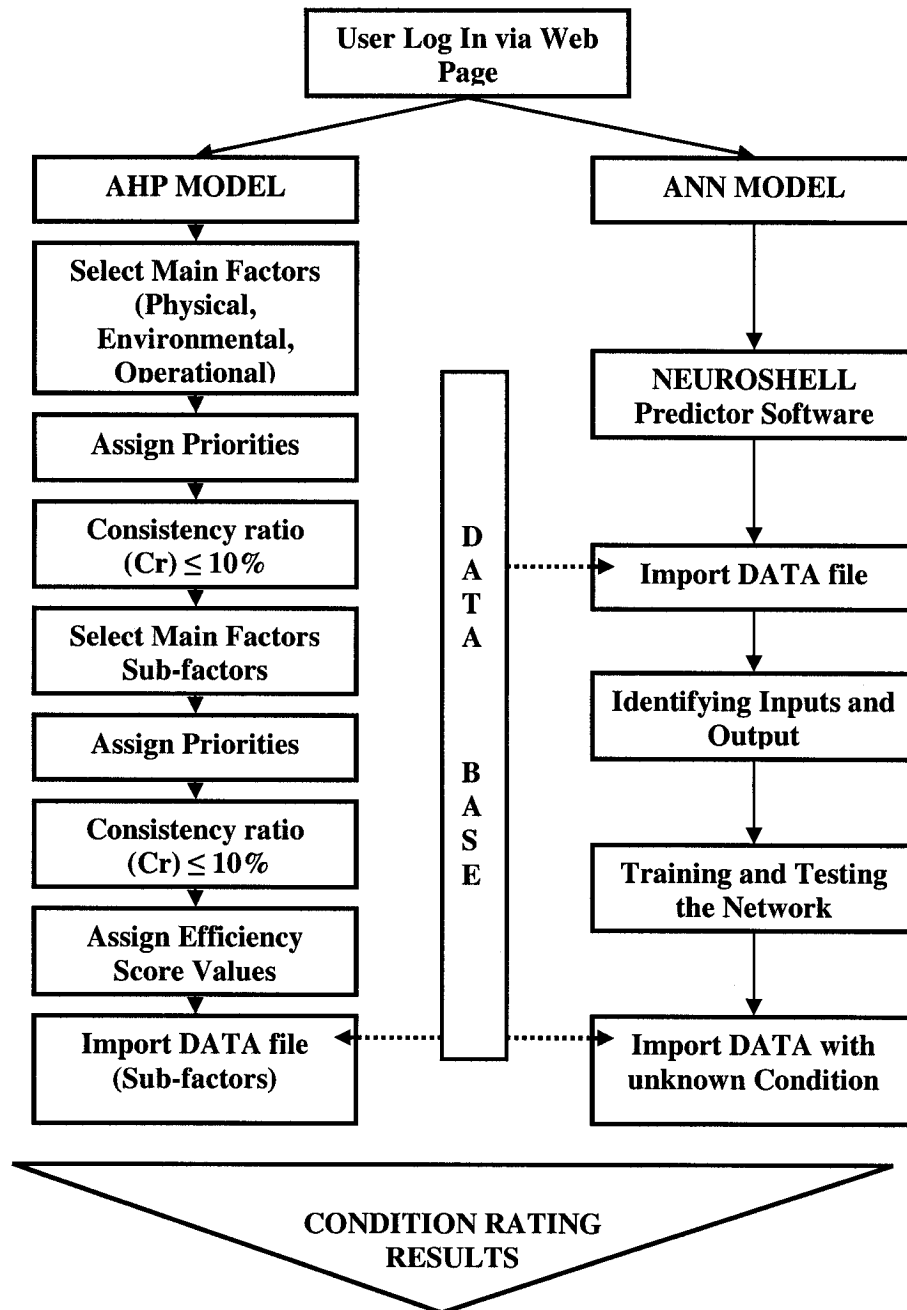 User Log In via Web
Page
AHP MODEL
Select Main Factors
(Physical,
Environmental,
Operational)
Assign Priorities
Consistency ratio
(Cr) ≤ 10%
Select Main Factors
Sub-factors
Assign Priorities
Consistency ratio
(Cr) ≤ 10%
Assign Efficiency
Score Values
Import DATA file
(Sub-factors)
D
A
T
A
B
A
S
E
ANN MODEL
NEUROSHELL
Predictor Software
Import DATA file
Identifying Inputs and
Output
Training and Testing
the Network
Import DATA with
unknown Condition
CONDITION RATING
RESULTS